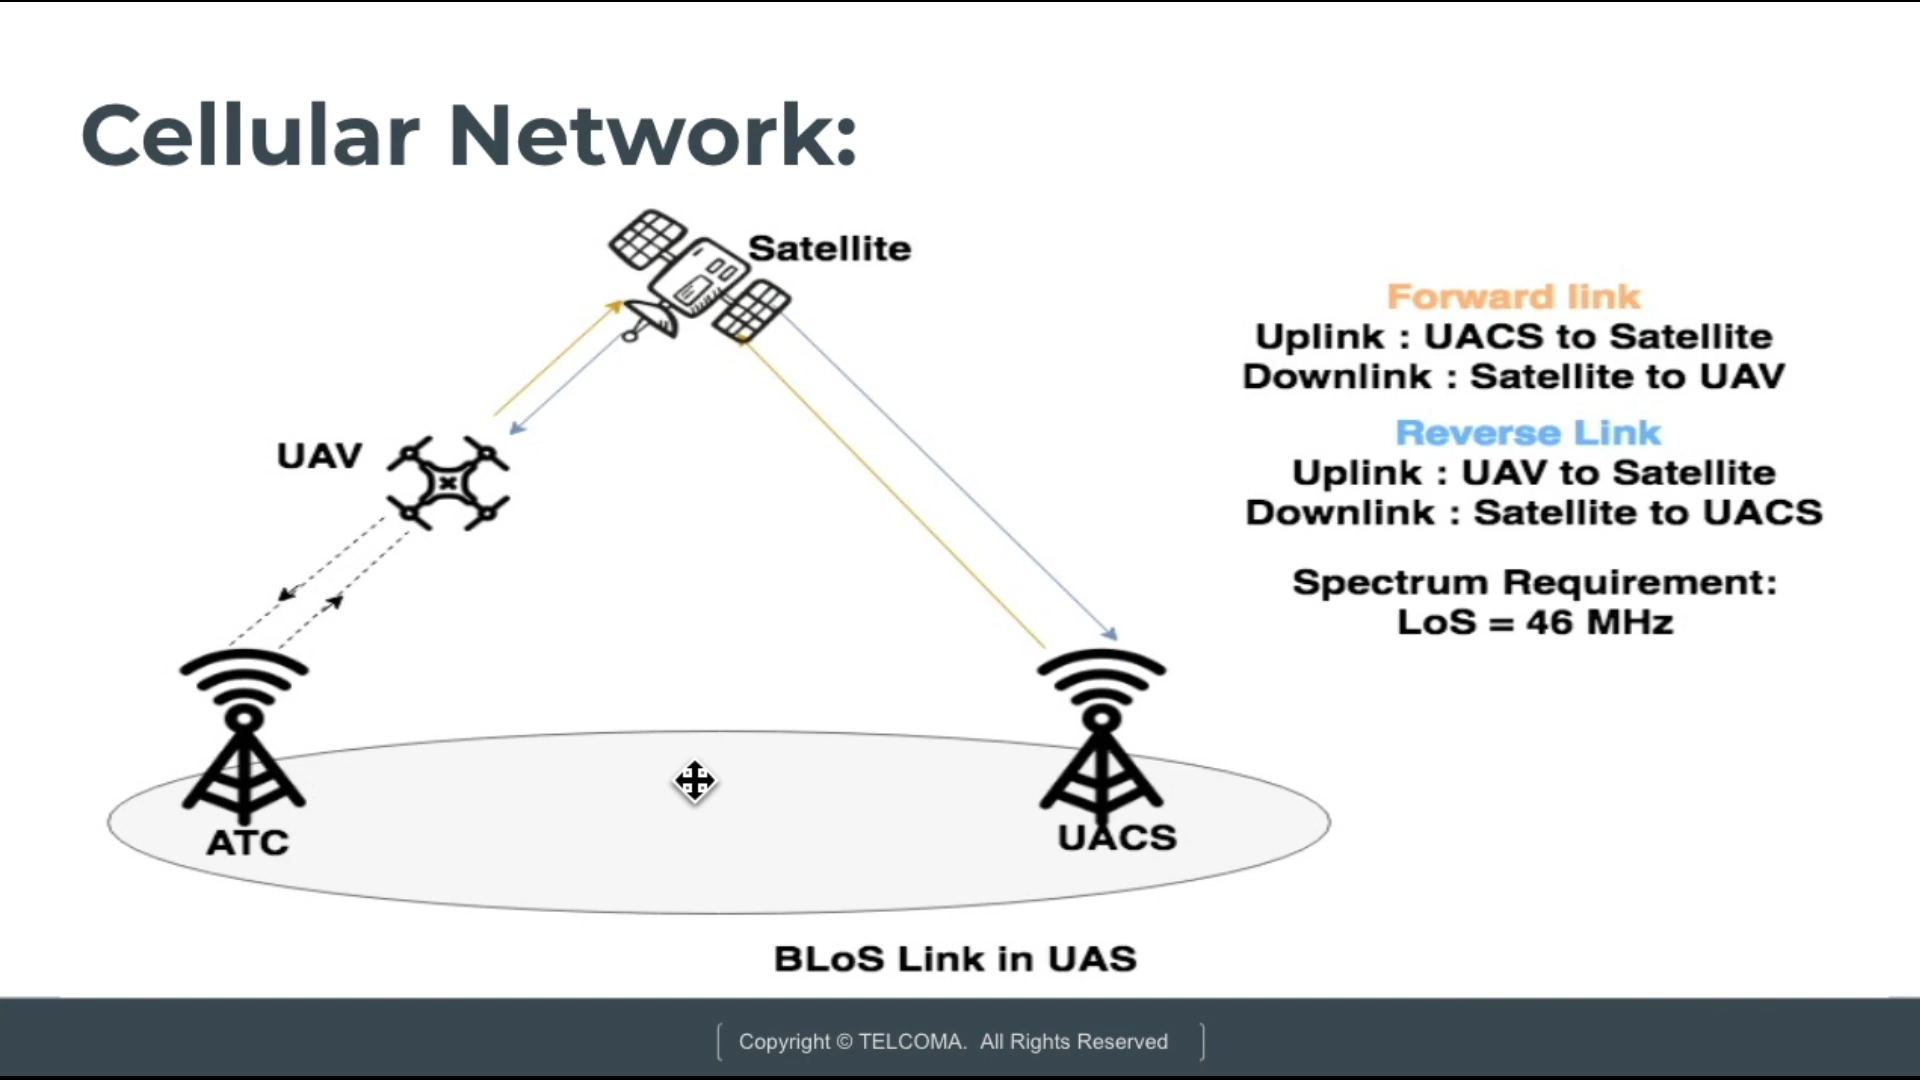 Cellular Network:
Satellite
Forward link
Uplink : UACS to Satellite
Downlink : Satellite to UAV
Reverse Link
Uplink : UAV to Satellite
Downlink : Satellite to UACS
Spectrum Requirement:
LoS = 46 MHz
UAV
ATC
UACS
BLoS Link in UAS
Copyright © TELCOMA. All Rights Reserved